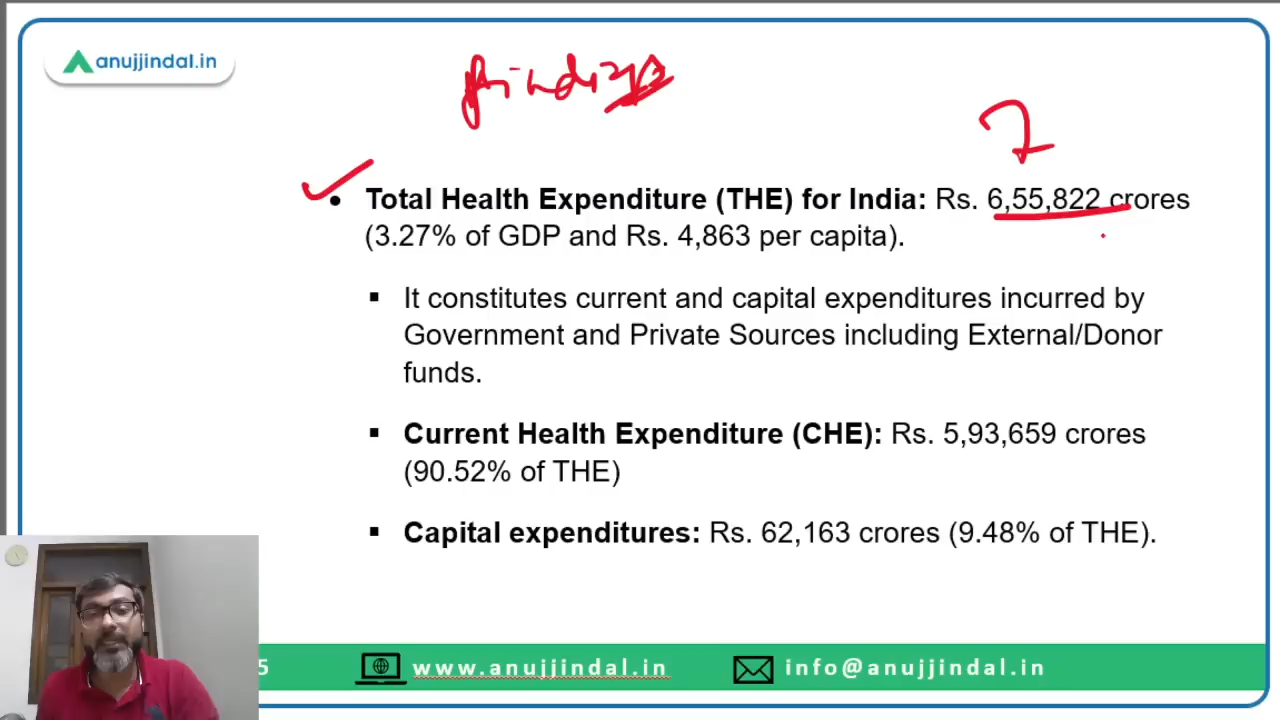 anujjindal.in
findings
7
• Total Health Expenditure (THE) for India: Rs. 6,55,822 crores
(3.27% of GDP and Rs. 4,863 per capita).
▪ It constitutes current and capital expenditures incurred by
Government and Private Sources including External/Donor
funds.
▪ Current Health Expenditure (CHE): Rs. 5,93,659 crores
(90.52% of THE)
▪ Capital expenditures: Rs. 62,163 crores (9.48% of THE).
5 www.anujjindal.in info@anujjindal.in